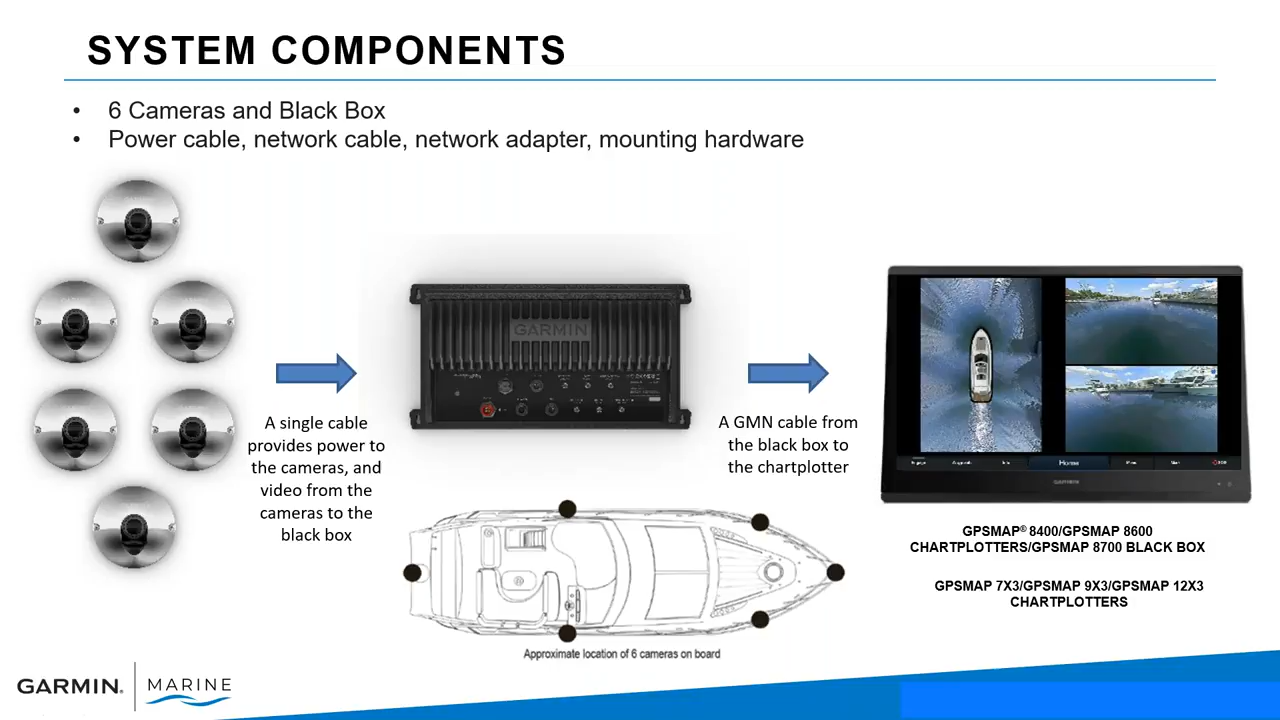 SYSTEM COMPONENTS
• 6 Cameras and Black Box
• Power cable, network cable, network adapter, mounting hardware
GARMIN
A single cable
provides power to
the cameras, and
video from the
cameras to the
black box
A GMN cable from
the black box to
the chartplotter
Home
GARMIN
GPSMAP® 8400/GPSMAP 8600
CHARTPLOTTERS/GPSMAP 8700 BLACK BOX
GPSMAP 7X3/GPSMAP 9X3/GPSMAP 12X3
CHARTPLOTTERS
Approximate location of 6 cameras on board
GARMIN. MARINE